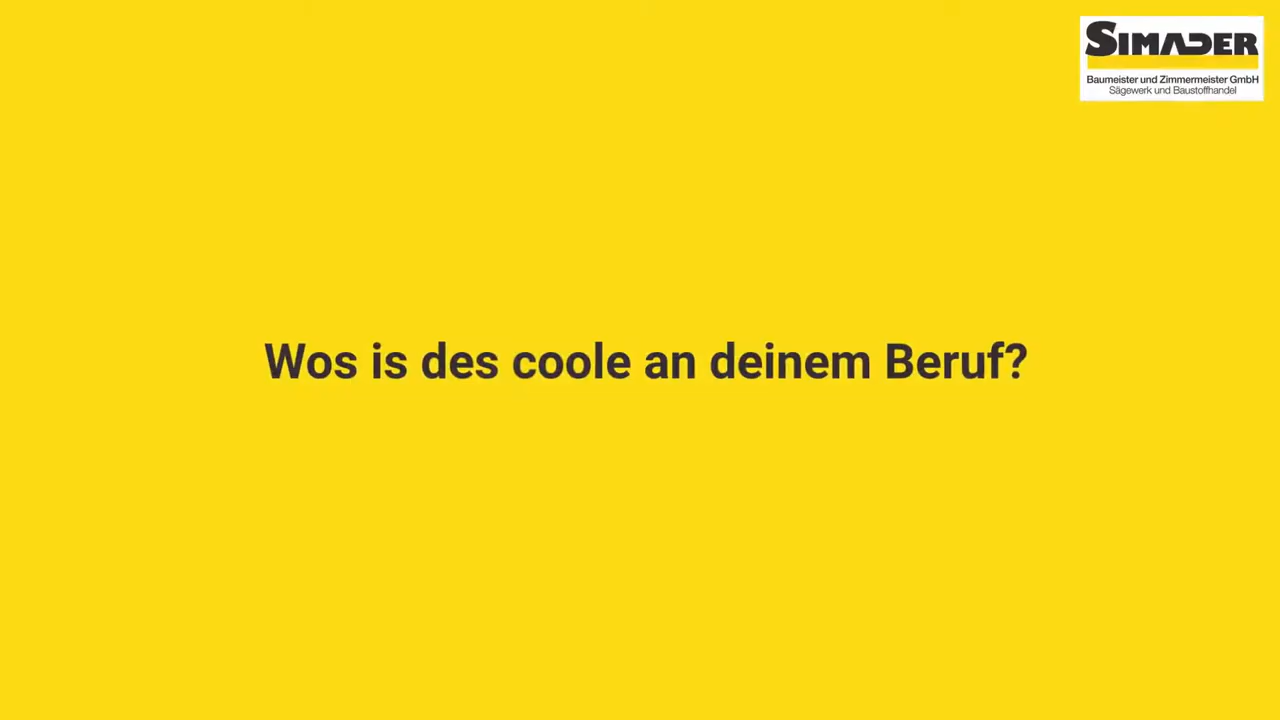 SIMADER
Baumeister und Zimmermeister GmbH
Sägewerk und Baustoffhandel
Wos is des coole an deinem Beruf?